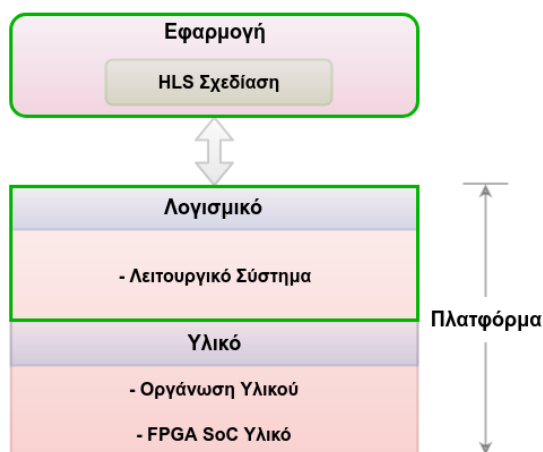 Εφαρμογή
HLS Σχεδίαση
Λογισμικό
- Λειτουργικό Σύστημα
Πλατφόρμα
Υλικό
- Οργάνωση Υλικού
- FPGA SoC Υλικό